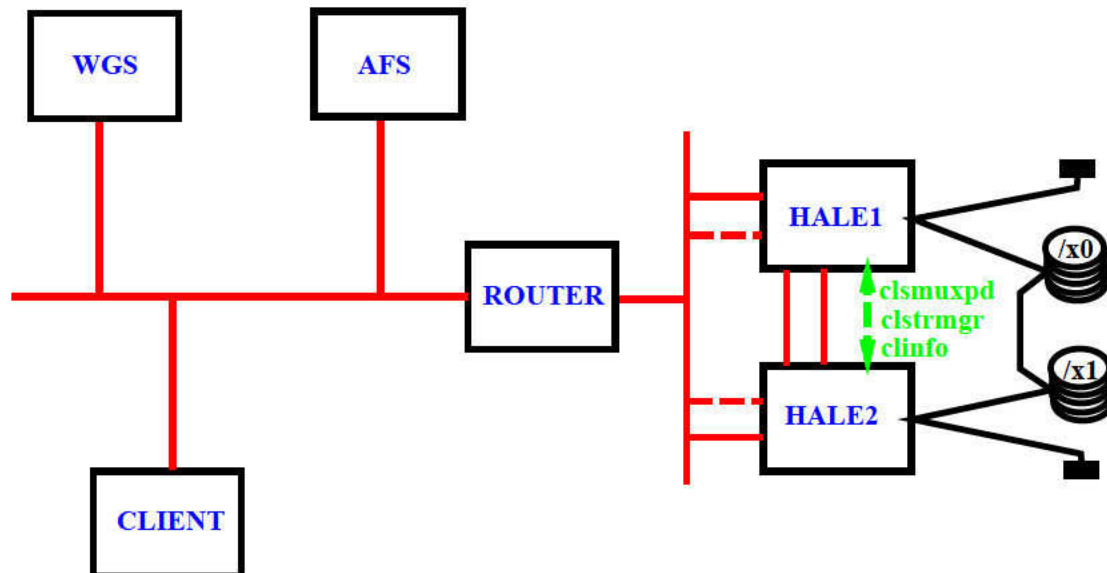 WGS
AFS
HALE1
/x0
ROUTER
clsmuxpd
clstrmgr
clinfo
/x1
HALE2
CLIENT